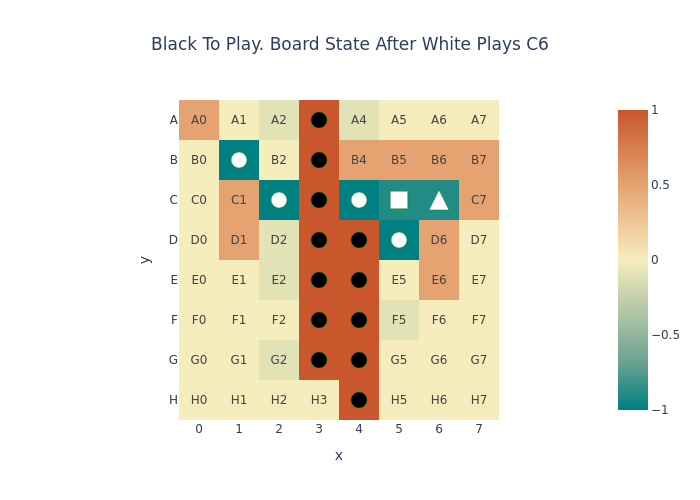 Black To Play. Board State After White Plays C6
A A0 A1 A2 A4 A5 A6 A7
B B0 B2 B4 B5 B6 B7
C C0 C1 C7
D D0 D1 D2 D6 D7
E E0 E1 E2 E5 E6 E7
F F0 F1 F2 F5 F6 F7
G G0 G1 G2 G5 G6 G7
H H0 H1 H2 H3 H5 H6 H7
0 1 2 3 4 5 6 7
x
y
1
0.5
0
−0.5
−1